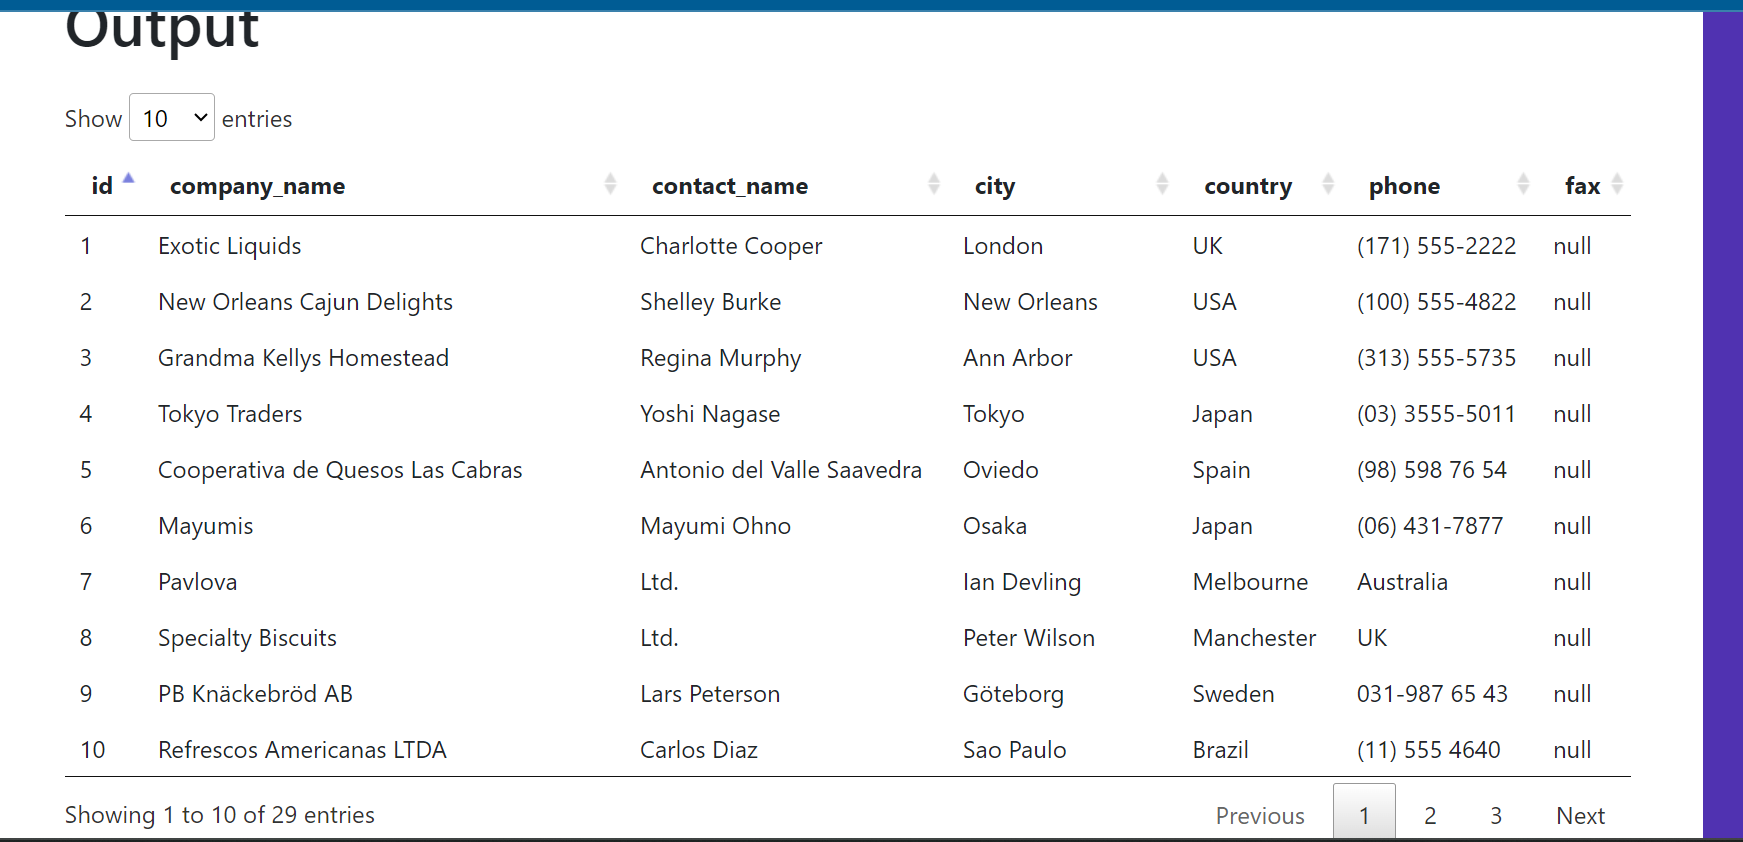 Output
Show 10 entries
id company_name contact_name city country phone fax
1 Exotic Liquids Charlotte Cooper London UK (171) 555-2222 null
2 New Orleans Cajun Delights Shelley Burke New Orleans USA (100) 555-4822 null
3 Grandma Kellys Homestead Regina Murphy Ann Arbor USA (313) 555-5735 null
4 Tokyo Traders Yoshi Nagase Tokyo Japan (03) 3555-5011 null
5 Cooperativa de Quesos Las Cabras Antonio del Valle Saavedra Oviedo Spain (98) 598 76 54 null
6 Mayumis Mayumi Ohno Osaka Japan (06) 431-7877 null
7 Pavlova Ltd. Ian Devling Melbourne Australia null
8 Specialty Biscuits Ltd. Peter Wilson Manchester UK null
9 PB Knäckebröd AB Lars Peterson Göteborg Sweden 031-987 65 43 null
10 Refrescos Americanas LTDA Carlos Diaz Sao Paulo Brazil (11) 555 4640 null
Showing 1 to 10 of 29 entries Previous 1 2 3 Next